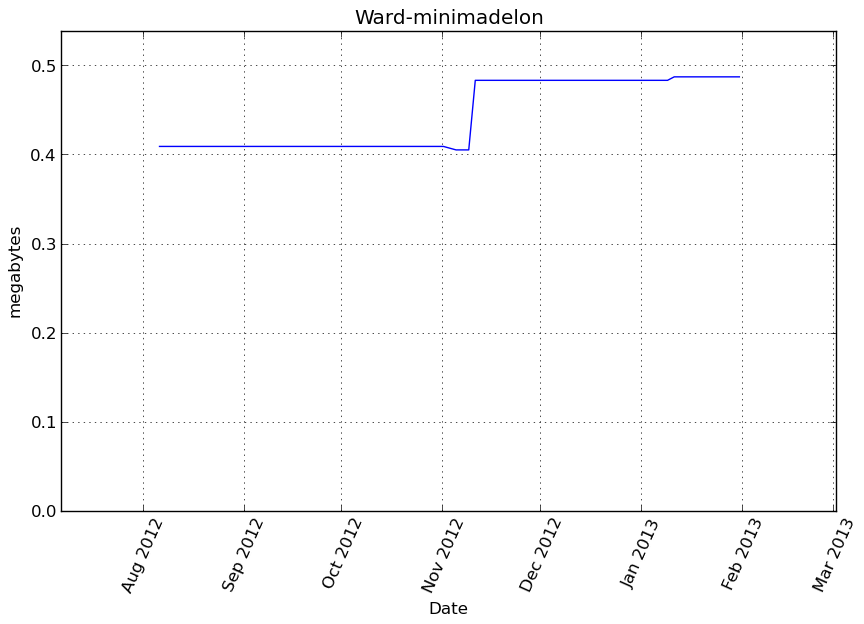 Ward-minimadelon
0.5
0.4
0.3
0.2
0.1
0.0
megabytes
Aug 2012
Sep 2012
Oct 2012
Nov 2012
Dec 2012
Jan 2013
Feb 2013
Mar 2013
Date